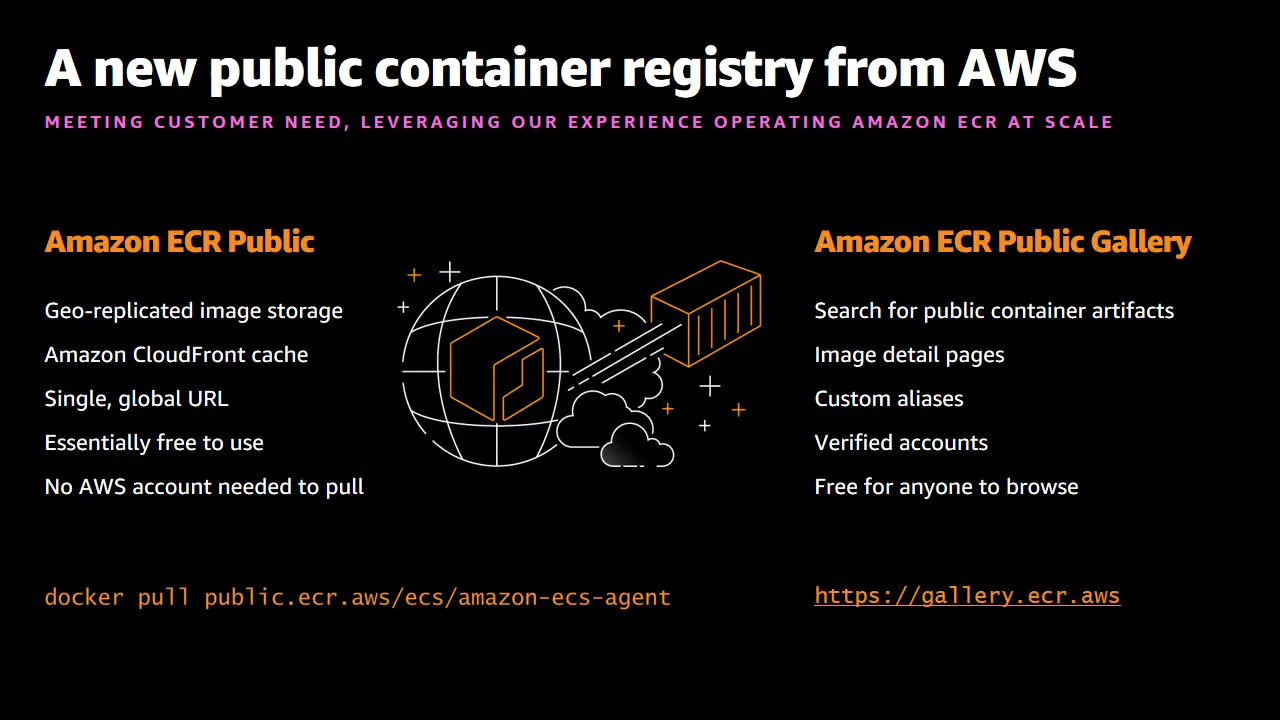 A new public container registry from AWS
MEETING CUSTOMER NEED, LEVERAGING OUR EXPERIENCE OPERATING AMAZON ECR AT SCALE
Amazon ECR Public
Geo-replicated image storage
Amazon CloudFront cache
Single, global URL
Essentially free to use
No AWS account needed to pull
docker pull public.ecr.aws/ecs/amazon-ecs-agent
Amazon ECR Public Gallery
Search for public container artifacts
Image detail pages
Custom aliases
Verified accounts
Free for anyone to browse
https://gallery.ecr.aws